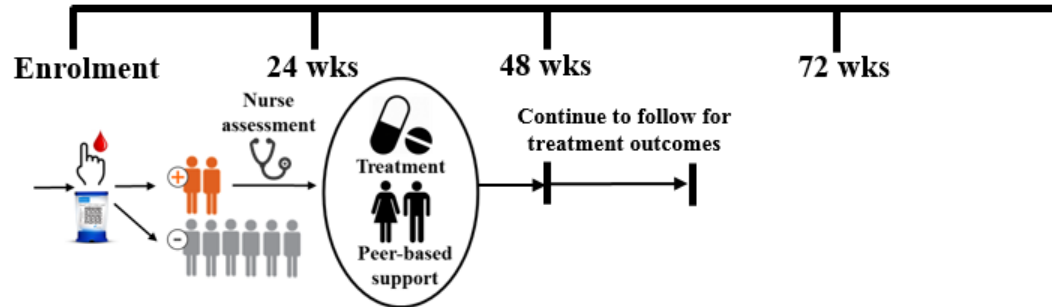 Enrolment
24 wks
48 wks
72 wks
Nurse
assessment
Continue to follow for
treatment outcomes
Treatment
+
-
Peer-based
support